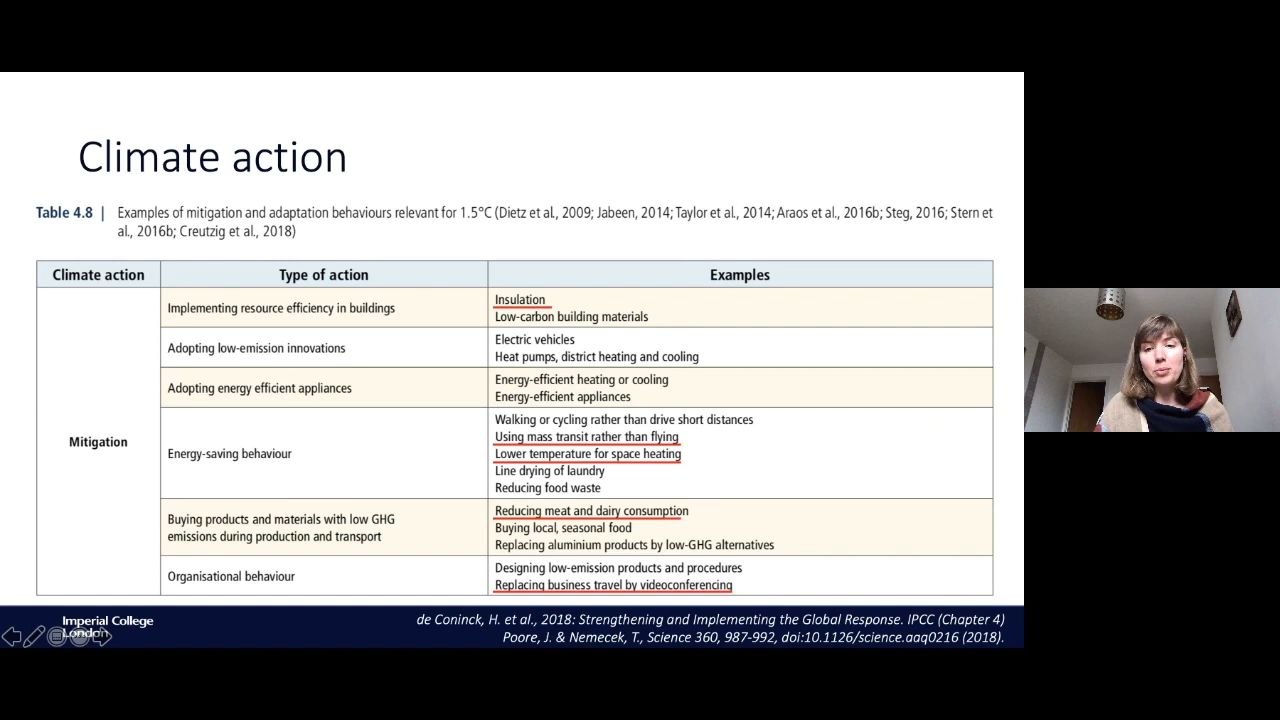 Climate action
Table 4.8 | Examples of mitigation and adaptation behaviours relevant for 1.5°C (Dietz et al., 2009; Jabeen, 2014; Taylor et al., 2014; Araos et al., 2016b; Steg, 2016; Stern et
al., 2016b; Creutzig et al., 2018)
Climate action Type of action Examples
Mitigation
Implementing resource efficiency in buildings
Insulation
Low-carbon building materials
Adopting low-emission innovations
Electric vehicles
Heat pumps, district heating and cooling
Adopting energy efficient appliances
Energy-efficient heating or cooling
Energy-efficient appliances
Energy-saving behaviour
Walking or cycling rather than drive short distances
Using mass transit rather than flying
Lower temperature for space heating
Line drying of laundry
Reducing food waste
Buying products and materials with low GHG
emissions during production and transport
Reducing meat and dairy consumption
Buying local, seasonal food
Replacing aluminium products by low-GHG alternatives
Organisational behaviour
Designing low-emission products and procedures
Replacing business travel by videoconferencing
Imperial College
London
de Coninck, H. et al., 2018: Strengthening and Implementing the Global Response. IPCC (Chapter 4)
Poore, J. & Nemecek, T., Science 360, 987-992, doi:10.1126/science.aaq0216 (2018).